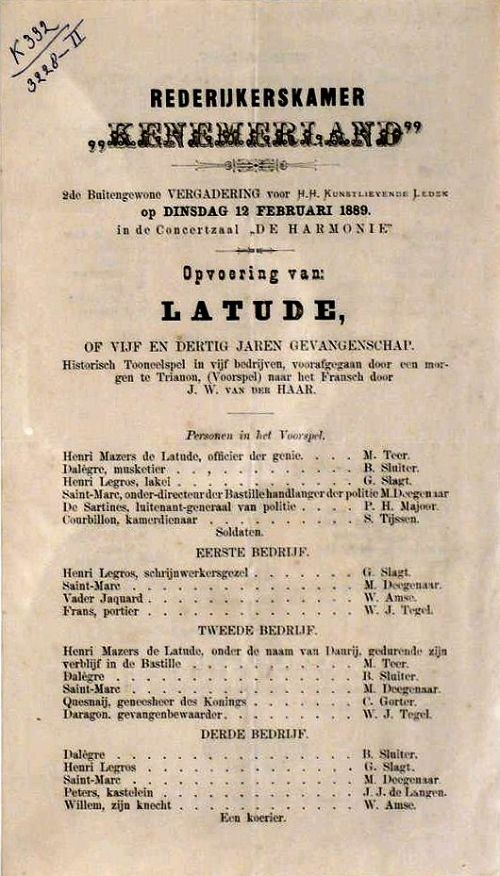 K 332
3228-II
REDERIJKERSKAMER
„KENEMERLAND”
2de Buitengewone VERGADERING voor H.H. KUNSTLIEVENDE LEDEN
op DINSDAG 12 FEBRUARI 1889.
in de Concertzaal „DE HARMONIE”
Opvoering van:
LATUDE,
OF VIJF EN DERTIG JAREN GEVANGENSCHAP.
Historisch Tooneelspel in vijf bedrijven, voorafgegaan door een mor-
gen te Trianon, (Voorspel) naar het Fransch door
J. W. VAN DER HAAR.
Personen in het Voorspel.
Henri Mazers de Latude, officier der genie. . . . M. Teer.
Dalègre, musketier . . . . . . . . . . B. Sluiter.
Henri Legros, lakei . . . . . . . . . . G. Slagt.
Saint-Marc, onder-directeur der Bastille handlanger der politie M. Deegenaar
De Sartines, luitenant-generaal van politie . . . . P. H. Majoor.
Courbillon, kamerdienaar . . . . . . . . S. Tijssen.
Soldaten.
EERSTE BEDRIJF.
Henri Legros, schrijnwerkersgezel . . . . . . . G. Slagt.
Saint-Marc . . . . . . . . . . . . M. Deegenaar.
Vader Jaquard . . . . . . . . . . . W. Amse.
Frans, portier . . . . . . . . . . . W. J. Tegel.
TWEEDE BEDRIJF.
Henri Mazers de Latude, onder de naam van Daurij, gedurende zijn
verblijf in de Bastille . . . . . . . . . M. Teer.
Dalègre . . . . . . . . . . . . B. Sluiter.
Saint-Marc . . . . . . . . . . . . M. Deegenaar.
Quesnaij, geneesheer des Konings . . . . . . C. Gorter.
Daragon, gevangenbewaarder. . . . . . . . W. J. Tegel.
DERDE BEDRIJF.
Dalègre . . . . . . . . . . . . B. Sluiter.
Henri Legros . . . . . . . . . . . G. Slagt.
Saint-Marc . . . . . . . . . . . . M. Deegenaar.
Peters, kastelein . . . . . . . . . . J. J. de Langen.
Willem, zijn knecht . . . . . . . . . . W. Amse.
Een koerier.